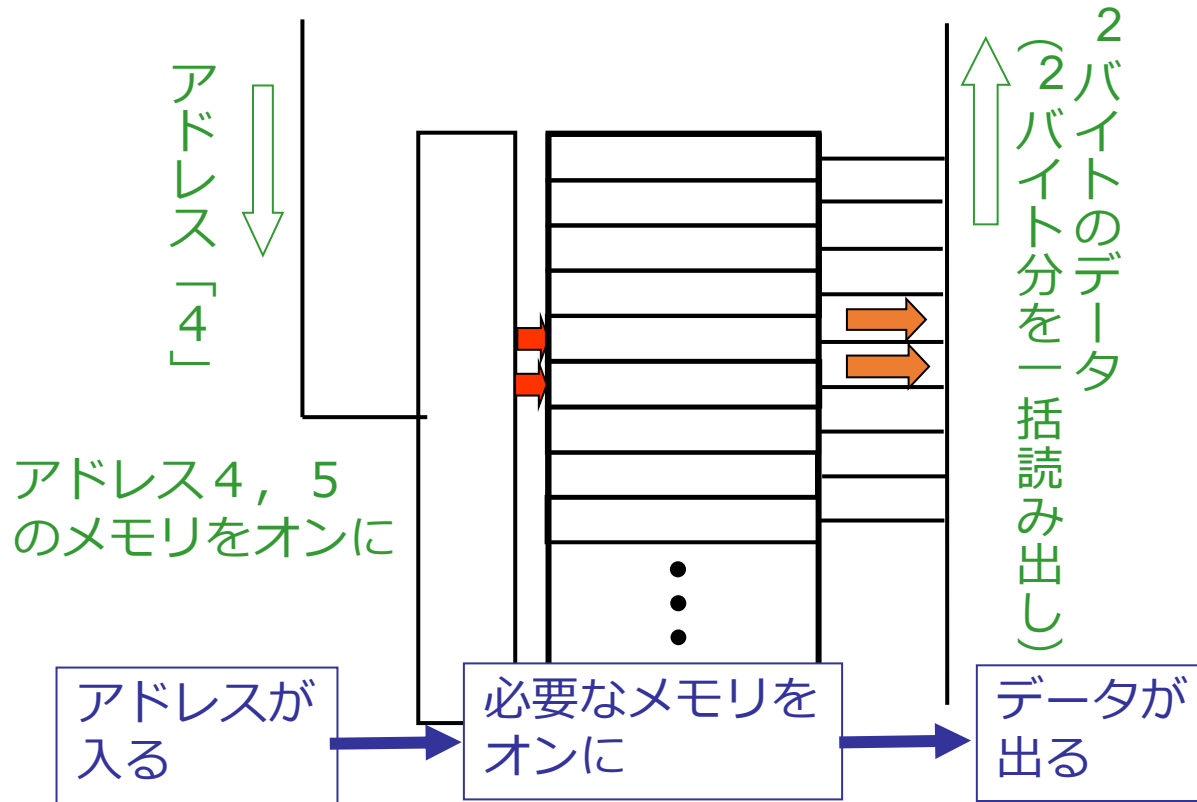 アドレス「4」
2バイトのデータ
(2バイト分を一括読み出し)
アドレス4, 5
のメモリをオンに
アドレスが
入る
必要なメモリを
オンに
データが
出る